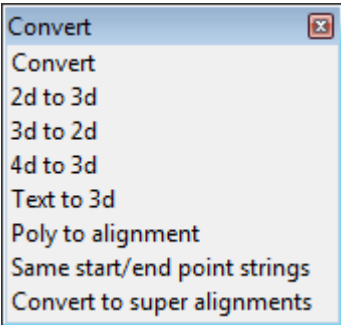 Convert
Convert
2d to 3d
3d to 2d
4d to 3d
Text to 3d
Poly to alignment
Same start/end point strings
Convert to super alignments